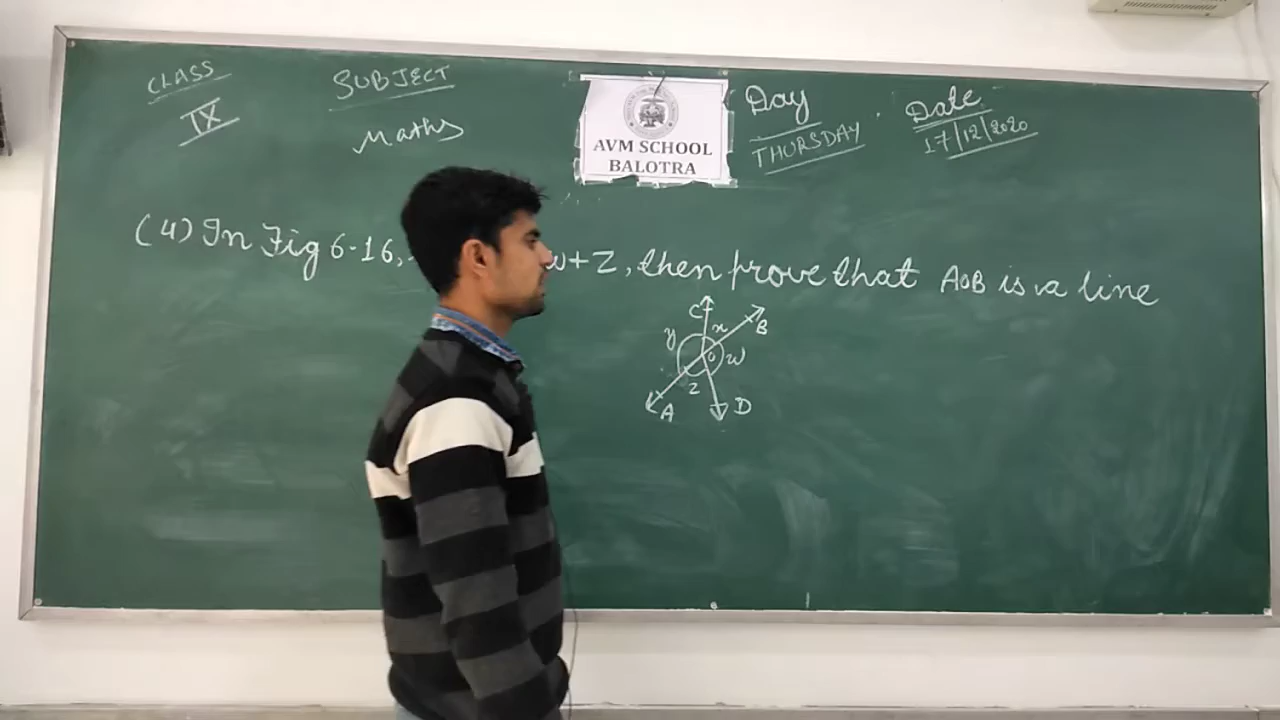 CLASS
IX
SUBJECT
Maths
AVM SCHOOL
BALOTRA
Day
THURSDAY
Date
17/12/2020
(4) In Fig 6.16, w+z, then prove that AOB is a line
C
B
y
x
O
w
z
A
D